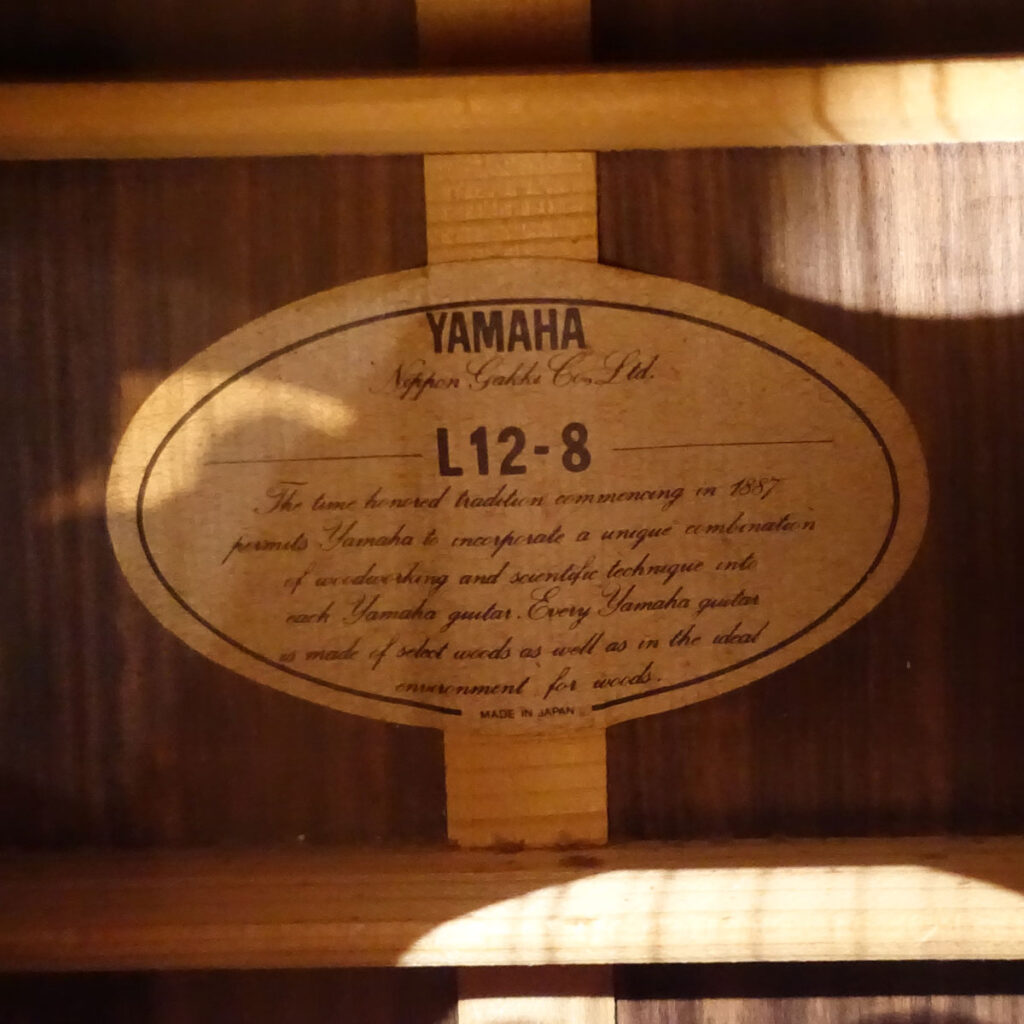 YAMAHA
Nippon Gakki Co., Ltd.
L12-8
The time honored tradition commencing in 1887
permits Yamaha to incorporate a unique combination
of woodworking and scientific technique into
each Yamaha guitar. Every Yamaha guitar
is made of select woods as well as in the ideal
environment for woods.
MADE IN JAPAN